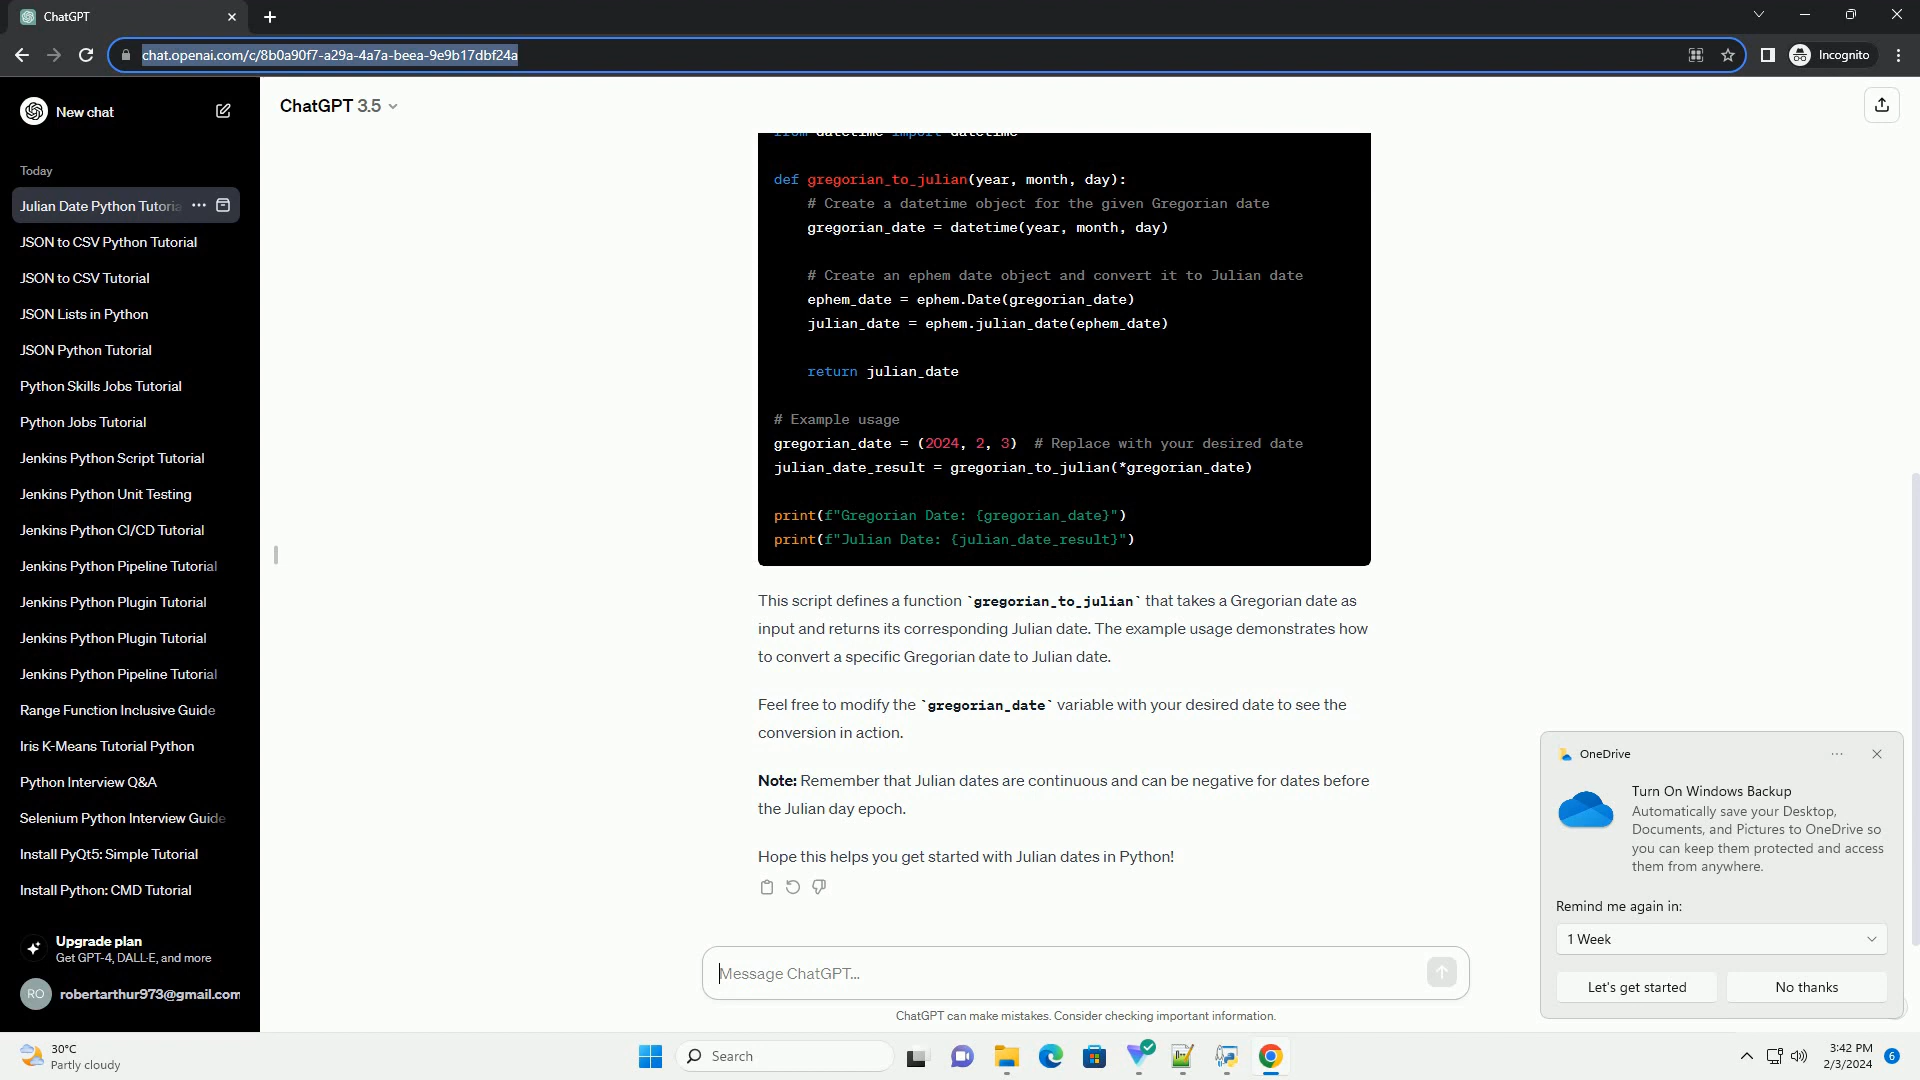 ChatGPT
chat.openai.com/c/8b0a90f7-a29a-4a7a-beea-9e9b17dbf24a
Incognito
New chat
ChatGPT 3.5
Today
Julian Date Python Tutoria
JSON to CSV Python Tutorial
JSON to CSV Tutorial
JSON Lists in Python
JSON Python Tutorial
Python Skills Jobs Tutorial
Python Jobs Tutorial
Jenkins Python Script Tutorial
Jenkins Python Unit Testing
Jenkins Python CI/CD Tutorial
Jenkins Python Pipeline Tutorial
Jenkins Python Plugin Tutorial
Jenkins Python Plugin Tutorial
Jenkins Python Pipeline Tutorial
Range Function Inclusive Guide
Iris K-Means Tutorial Python
Python Interview Q&A
Selenium Python Interview Guide
Install PyQt5: Simple Tutorial
Install Python: CMD Tutorial
Upgrade plan
Get GPT-4, DALL·E, and more
RO
robertarthur973@gmail.com
from datetime import datetime
def gregorian_to_julian(year, month, day):
# Create a datetime object for the given Gregorian date
gregorian_date = datetime(year, month, day)
# Create an ephem date object and convert it to Julian date
ephem_date = ephem.Date(gregorian_date)
julian_date = ephem.julian_date(ephem_date)
return julian_date
# Example usage
gregorian_date = (2024, 2, 3)  # Replace with your desired date
julian_date_result = gregorian_to_julian(*gregorian_date)
print(f"Gregorian Date: {gregorian_date}")
print(f"Julian Date: {julian_date_result}")
This script defines a function `gregorian_to_julian` that takes a Gregorian date as
input and returns its corresponding Julian date. The example usage demonstrates how
to convert a specific Gregorian date to Julian date.
Feel free to modify the `gregorian_date` variable with your desired date to see the
conversion in action.
Note: Remember that Julian dates are continuous and can be negative for dates before
the Julian day epoch.
Hope this helps you get started with Julian dates in Python!
Message ChatGPT...
ChatGPT can make mistakes. Consider checking important information.
OneDrive
Turn On Windows Backup
Automatically save your Desktop,
Documents, and Pictures to OneDrive so
you can keep them protected and access
them from anywhere.
Remind me again in:
1 Week
Let's get started
No thanks
30°C
Partly cloudy
Search
3:42 PM
2/3/2024
6